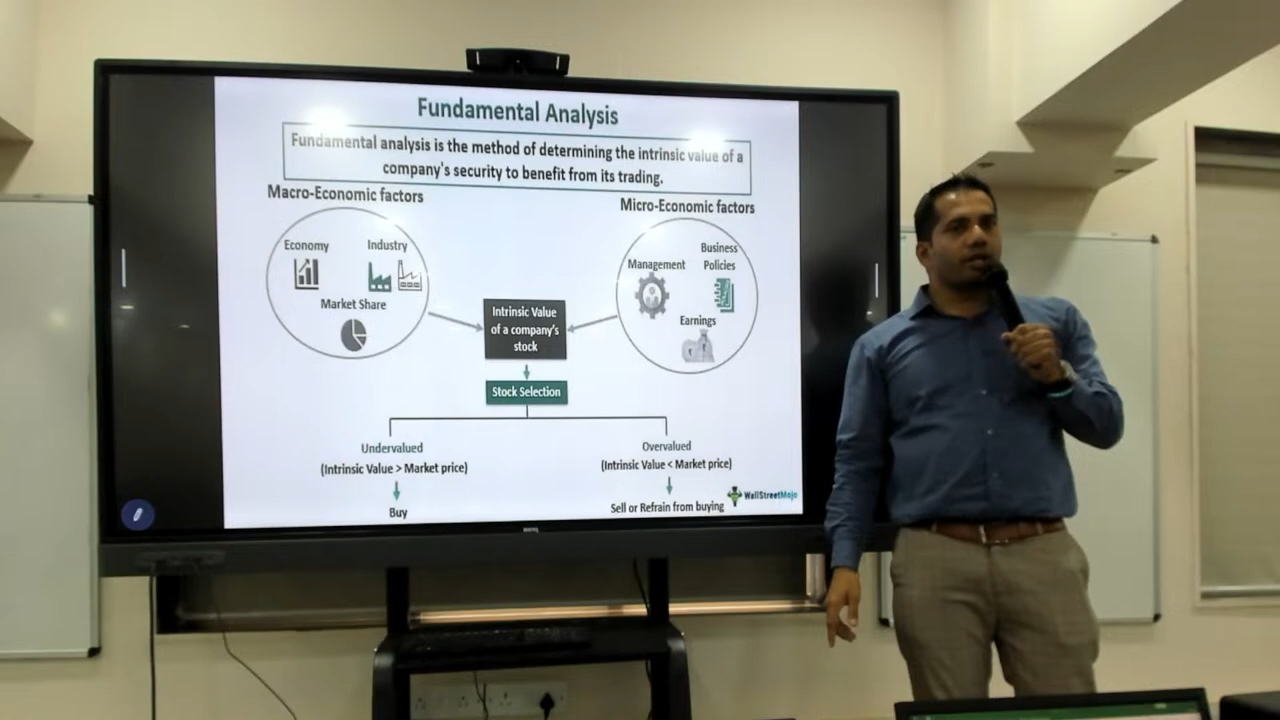 Fundamental Analysis
Fundamental analysis is the method of determining the intrinsic value of a
company's security to benefit from its trading.
Macro-Economic factors
Economy
Industry
Market Share
Micro-Economic factors
Business
Policies
Management
Earnings
Intrinsic Value
of a company's
stock
Stock Selection
Undervalued
(Intrinsic Value > Market price)
Buy
Overvalued
(Intrinsic Value < Market price)
Sell or Refrain from buying
WallStreetMojo
BenQ